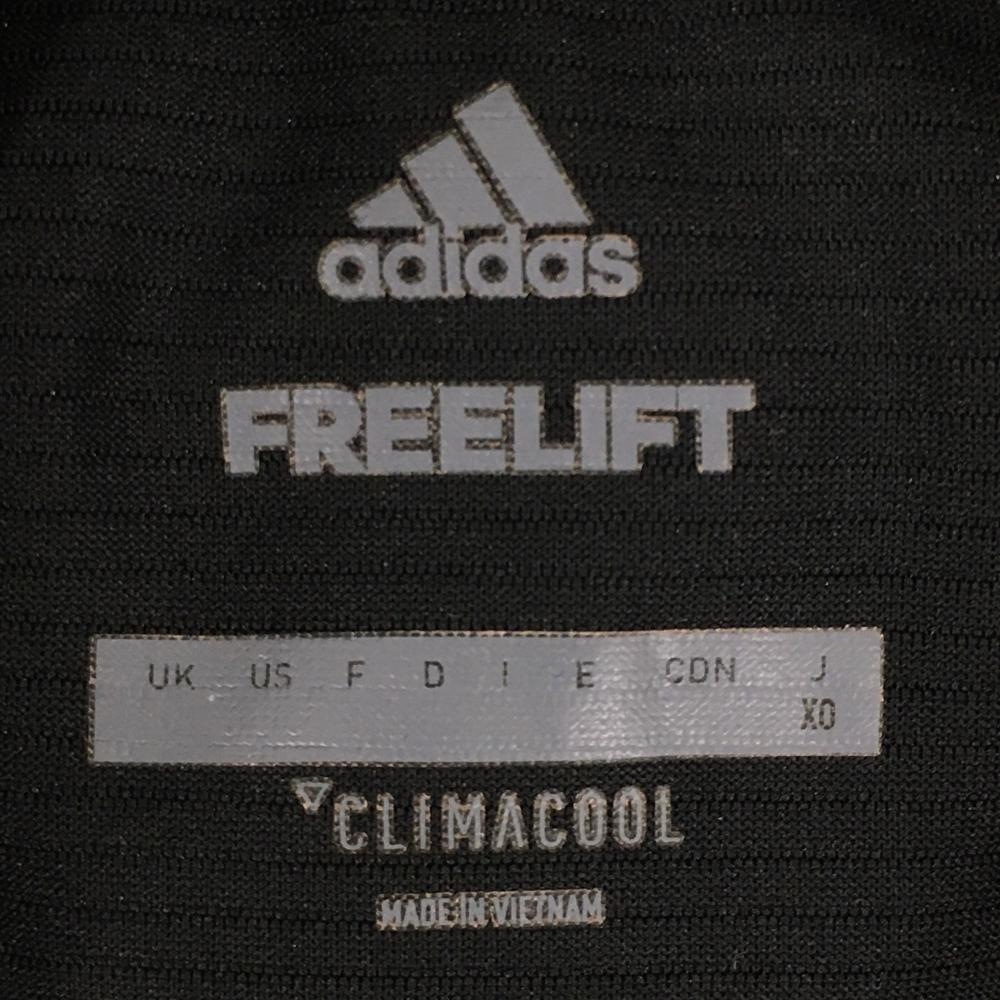 adidas
FREELIFT
UK US F D I E CDN J
XO
CLIMACOOL
MADE IN VIETNAM